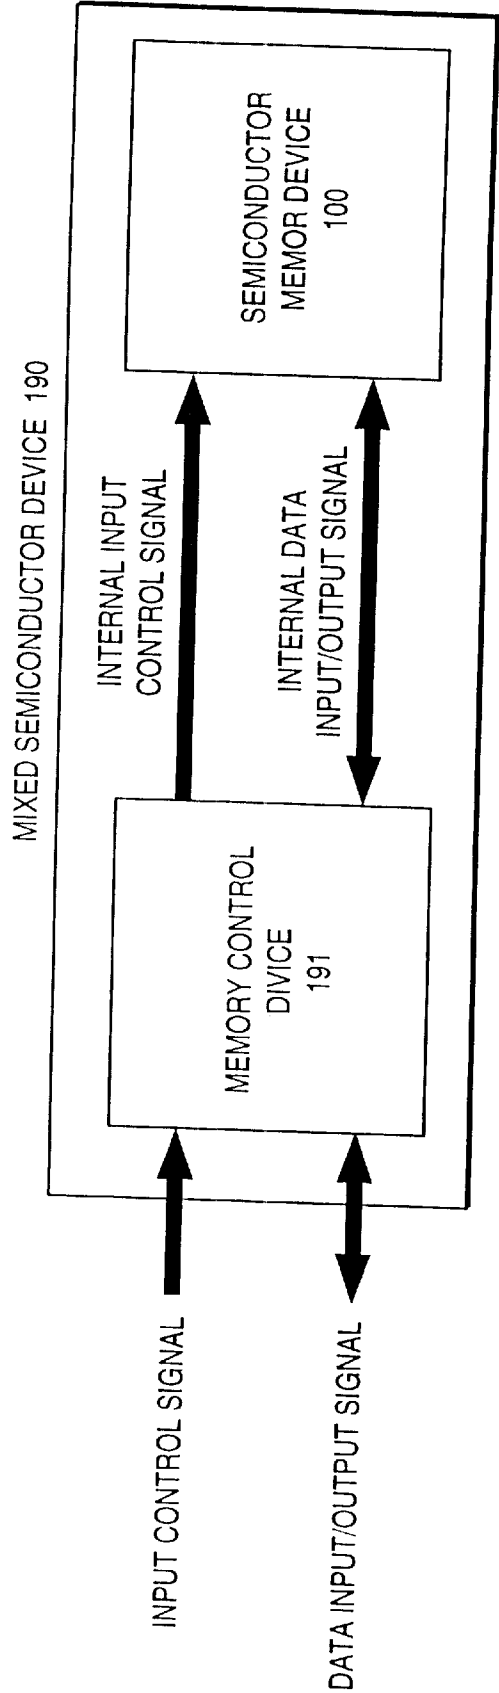 MIXED SEMICONDUCTOR DEVICE 190
INPUT CONTROL SIGNAL
DATA INPUT/OUTPUT SIGNAL
MEMORY CONTROL
DIVICE
191
INTERNAL INPUT
CONTROL SIGNAL
INTERNAL DATA
INPUT/OUTPUT SIGNAL
SEMICONDUCTOR
MEMOR DEVICE
100